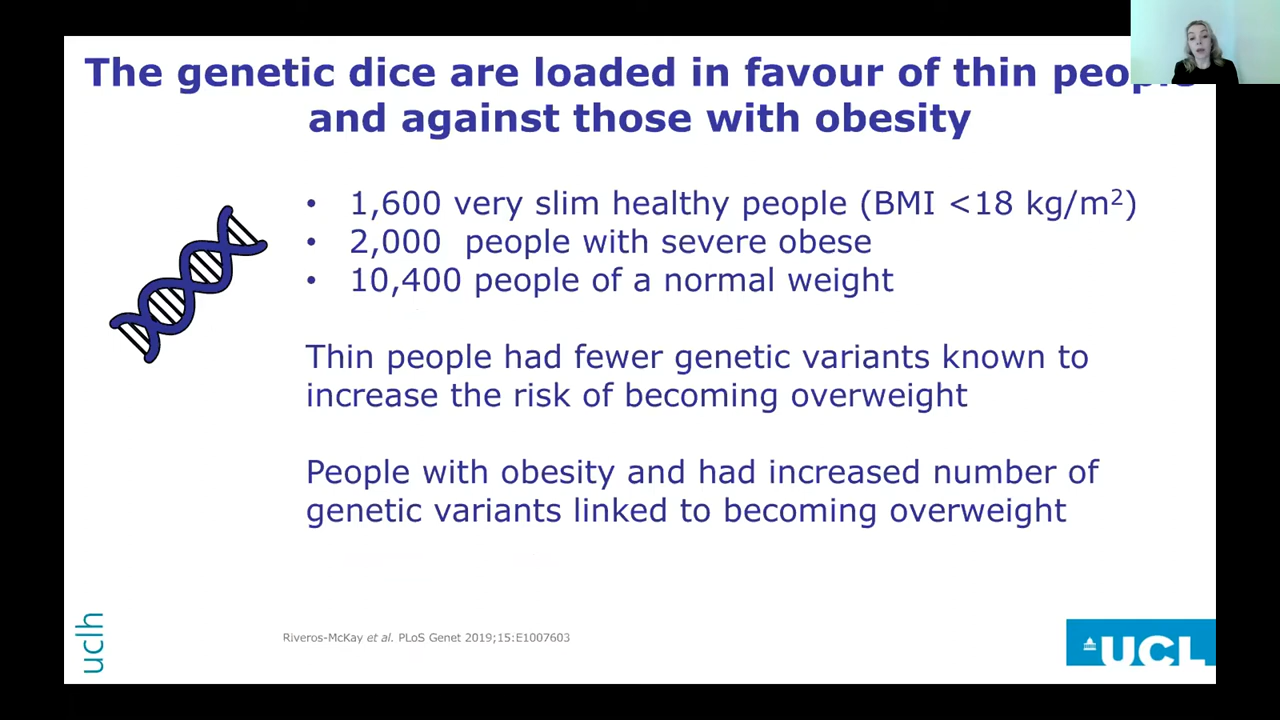 The genetic dice are loaded in favour of thin people
and against those with obesity
• 1,600 very slim healthy people (BMI <18 kg/m²)
• 2,000 people with severe obese
• 10,400 people of a normal weight
Thin people had fewer genetic variants known to
increase the risk of becoming overweight
People with obesity and had increased number of
genetic variants linked to becoming overweight
uclh
Riveros-McKay et al. PLoS Genet 2019;15:E1007603
UCL